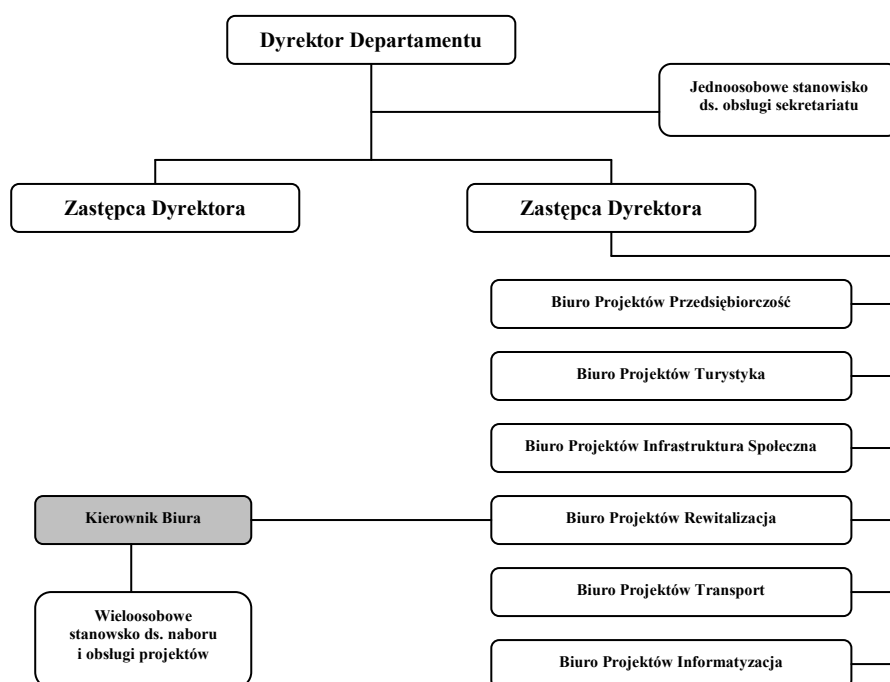 Dyrektor Departamentu
Jednoosobowe stanowisko
ds. obsługi sekretariatu
Zastępca Dyrektora
Zastępca Dyrektora
Biuro Projektów Przedsiębiorczość
Biuro Projektów Turystyka
Biuro Projektów Infrastruktura Społeczna
Kierownik Biura
Biuro Projektów Rewitalizacja
Biuro Projektów Transport
Wieloosobowe
stanowsko ds. naboru
i obsługi projektów
Biuro Projektów Informatyzacja